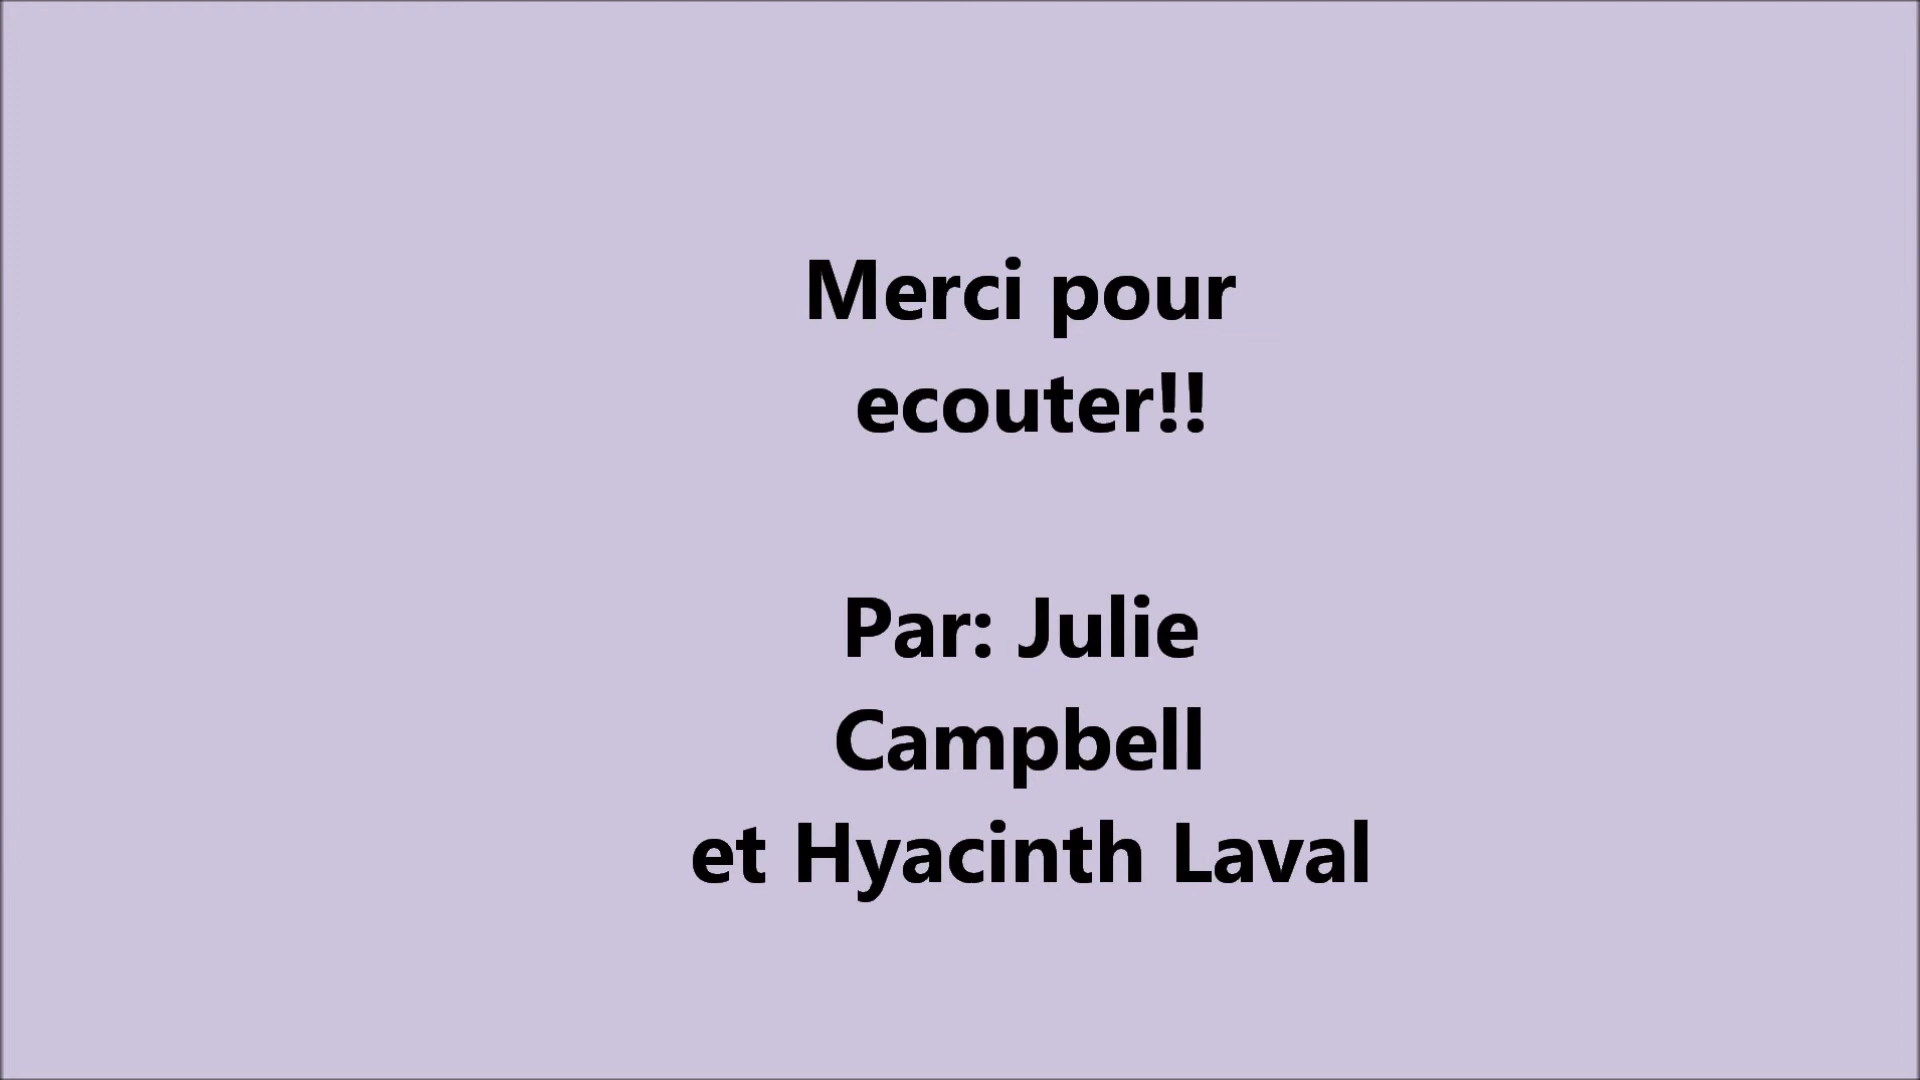 Merci pour
ecouter!!
Par: Julie
Campbell
et Hyacinth Laval